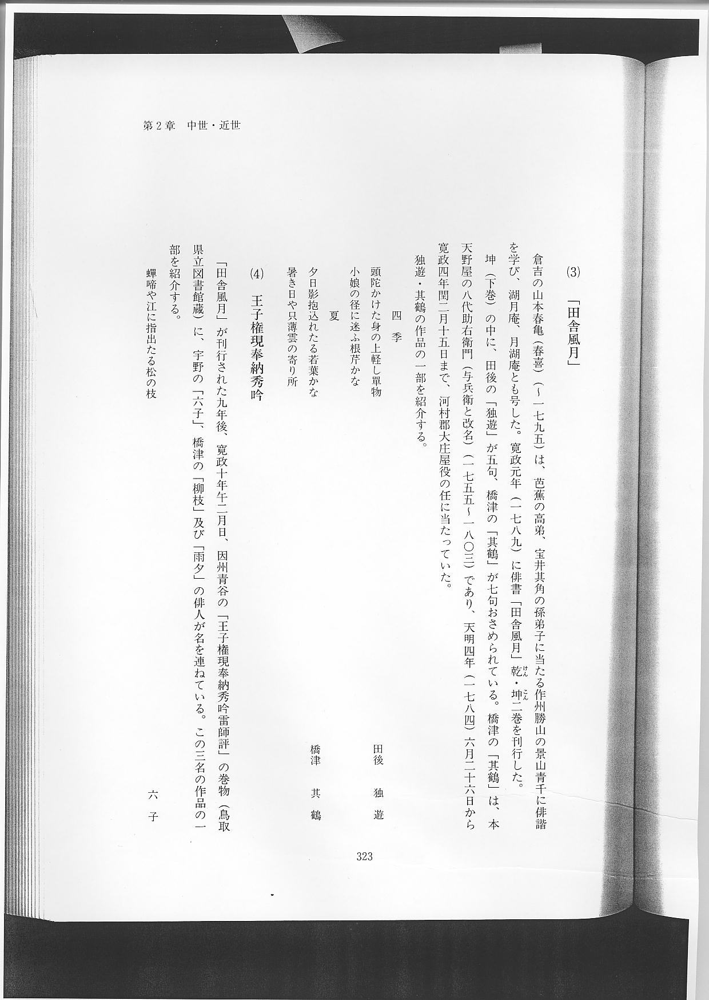 第2章　中世・近世
⑶　「田舎風月」
倉吉の山本春亀（春喜）（～一七九五）は、芭蕉の高弟、宝井其角の孫弟子に当たる作州勝山の景山青千に俳諧
を学び、湖月庵、月湖庵とも号した。寛政元年（一七八九）に俳書「田舎風月」乾けん・坤こん二巻を刊行した。
坤（下巻）の中に、田後の「独遊」が五句、橋津の「其鶴」が七句おさめられている。橋津の「其鶴」は、本
天野屋の八代助右衛門（与兵衛と改名）（一七五五～一八〇三）であり、天明四年（一七八四）六月二十六日から
寛政四年閏二月十五日まで、河村郡大庄屋役の任に当たっていた。
独遊・其鶴の作品の一部を紹介する。
四　季
頭陀かけた身の上軽し單物　田後　独　遊
小娘の径に迷ふ根芹かな
夏
夕日影抱込れたる若葉かな　橋津　其　鶴
暑き日や只薄雲の寄り所
⑷　王子権現奉納秀吟
「田舎風月」が刊行された九年後、寛政十年午二月日、因州青谷の「王子権現奉納秀吟雷師評」の巻物（鳥取
県立図書館蔵）に、宇野の「六子」、橋津の「柳枝」及び「雨夕」の俳人が名を連ねている。この三名の作品の一
部を紹介する。
蟬啼や江に指出たる松の枝　六　子
323